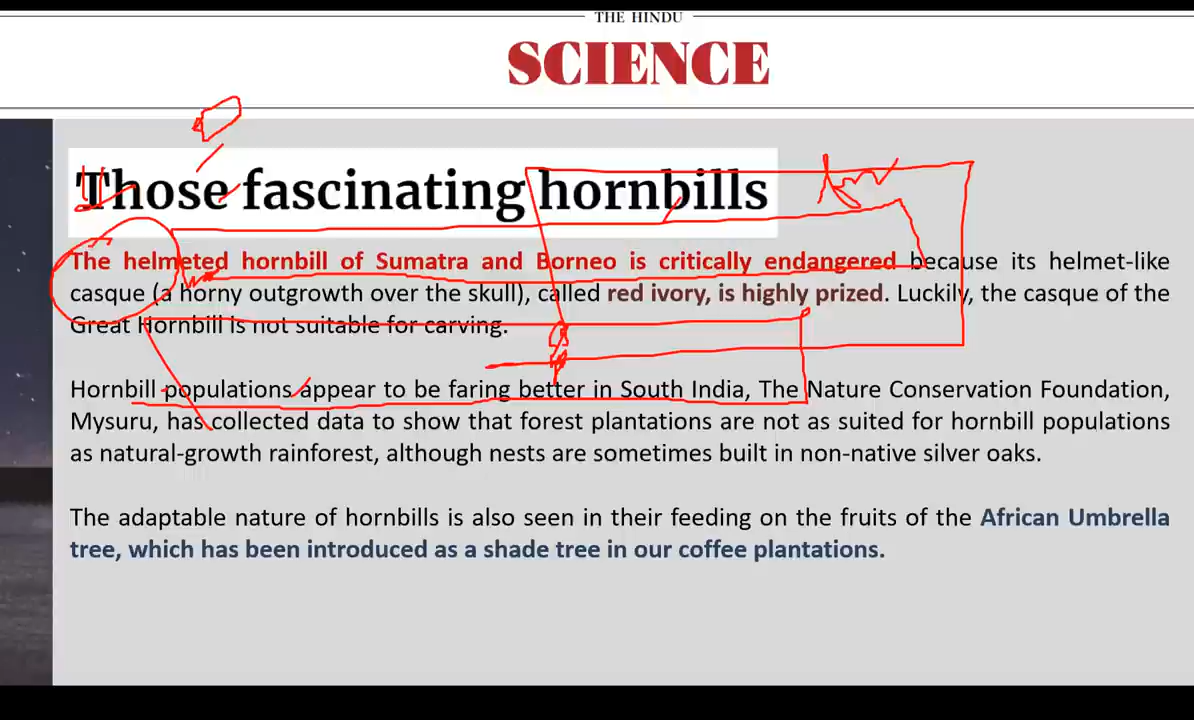 THE HINDU
SCIENCE
Those fascinating hornbills
The helmeted hornbill of Sumatra and Borneo is critically endangered because its helmet-like
casque (a horny outgrowth over the skull), called red ivory, is highly prized. Luckily, the casque of the
Great Hornbill is not suitable for carving.
Hornbill populations appear to be faring better in South India, The Nature Conservation Foundation,
Mysuru, has collected data to show that forest plantations are not as suited for hornbill populations
as natural-growth rainforest, although nests are sometimes built in non-native silver oaks.
The adaptable nature of hornbills is also seen in their feeding on the fruits of the African Umbrella
tree, which has been introduced as a shade tree in our coffee plantations.